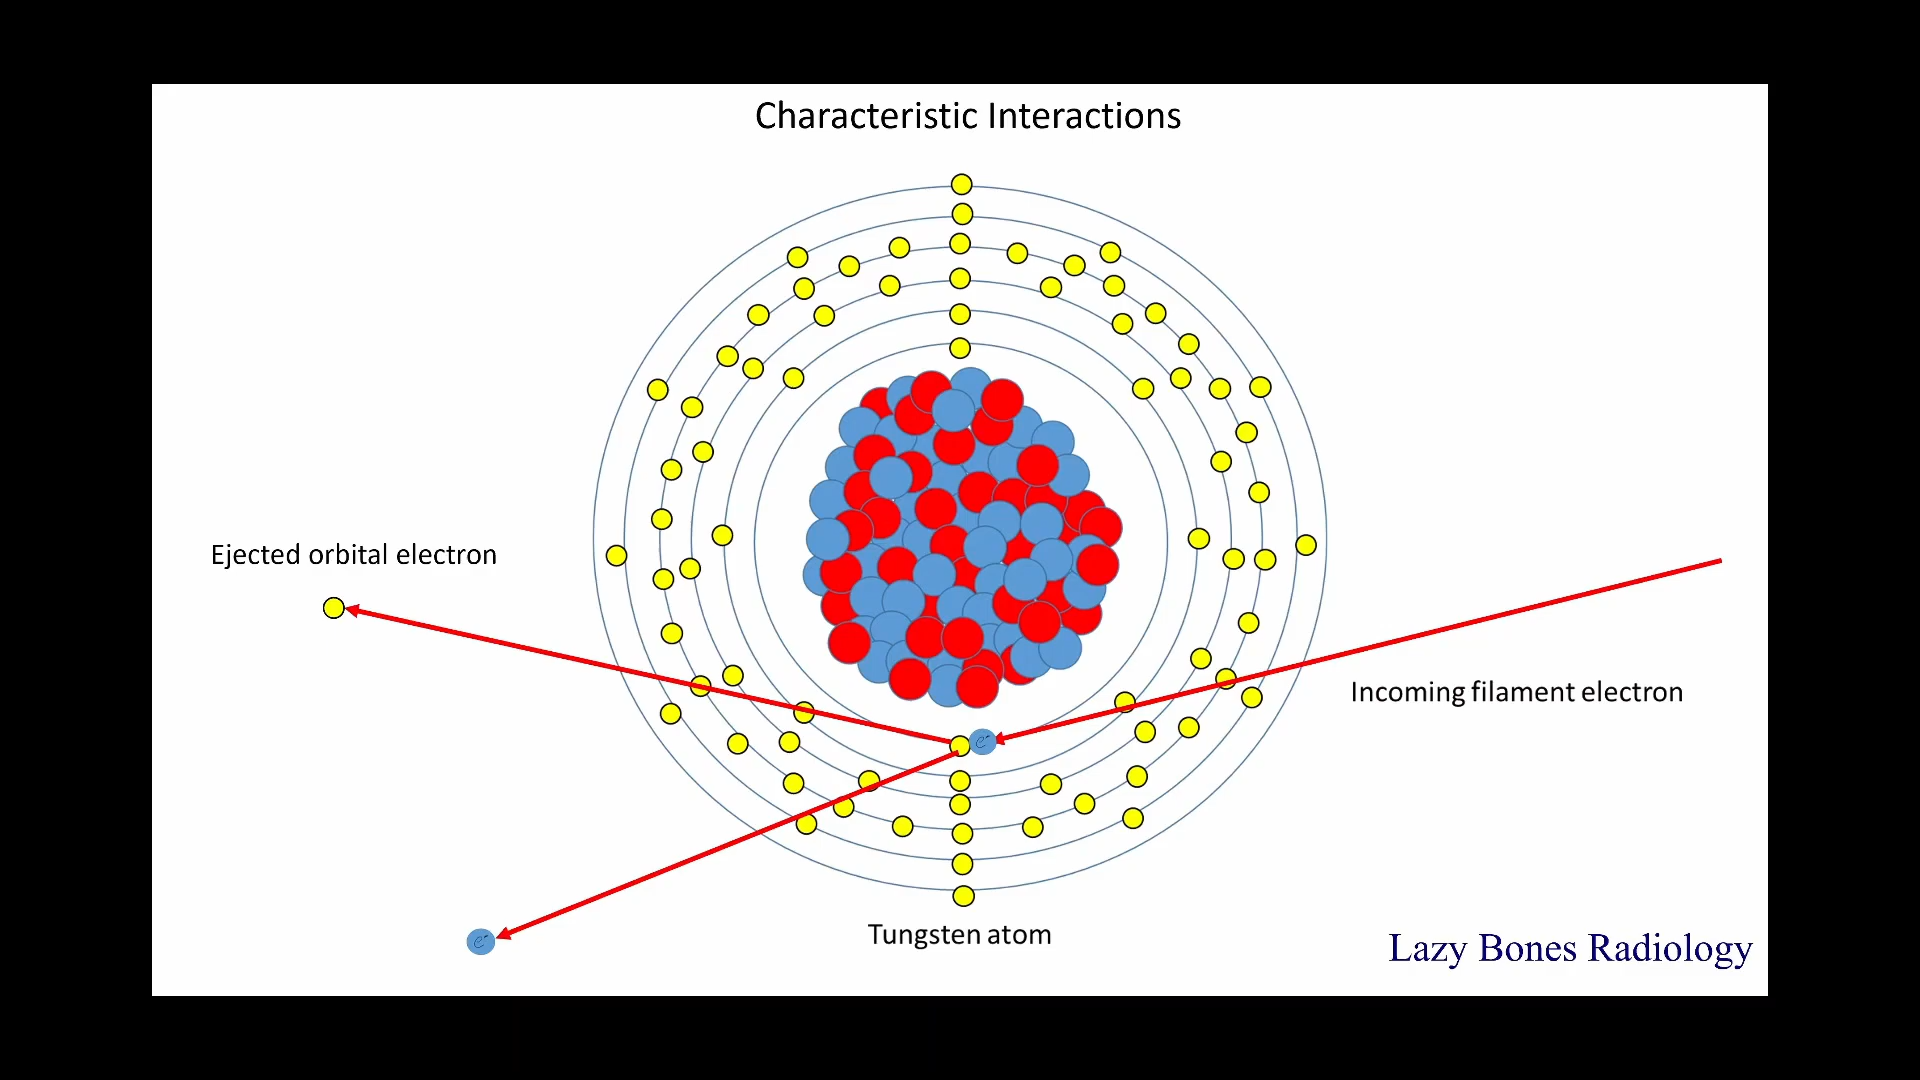 Characteristic Interactions
Ejected orbital electron
Incoming filament electron
e⁻
e⁻
Tungsten atom
Lazy Bones Radiology